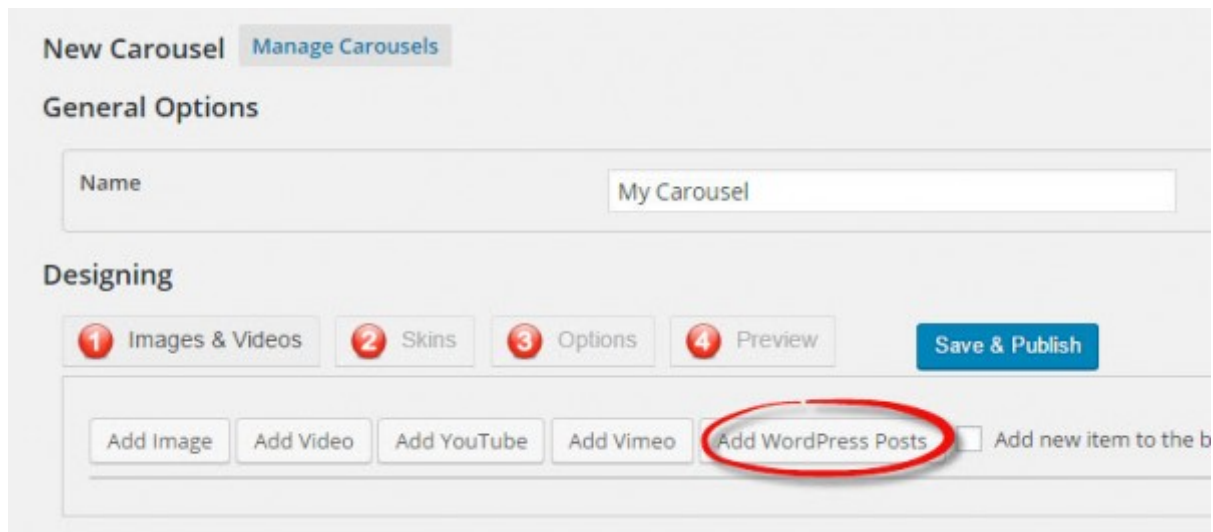 New Carousel Manage Carousels
General Options
Name My Carousel
Designing
1 Images & Videos 2 Skins 3 Options 4 Preview Save & Publish
Add Image Add Video Add YouTube Add Vimeo Add WordPress Posts Add new item to the b